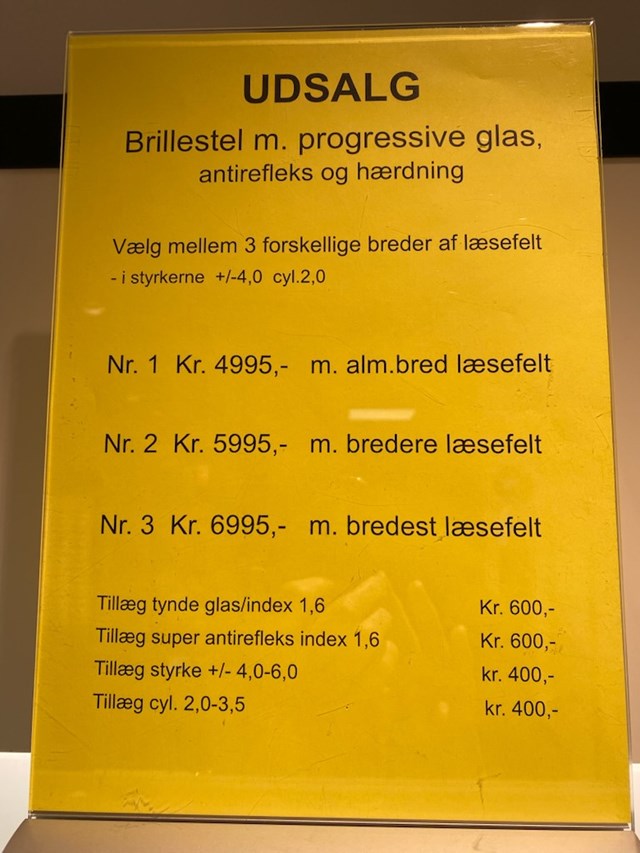 UDSALG
Brillestel m. progressive glas,
antirefleks og hærdning
Vælg mellem 3 forskellige breder af læsefelt
- i styrkerne +/-4,0 cyl.2,0
Nr. 1 Kr. 4995,- m. alm.bred læsefelt
Nr. 2 Kr. 5995,- m. bredere læsefelt
Nr. 3 Kr. 6995,- m. bredest læsefelt
Tillæg tynde glas/index 1,6 Kr. 600,-
Tillæg super antirefleks index 1,6 Kr. 600,-
Tillæg styrke +/- 4,0-6,0 kr. 400,-
Tillæg cyl. 2,0-3,5 kr. 400,-